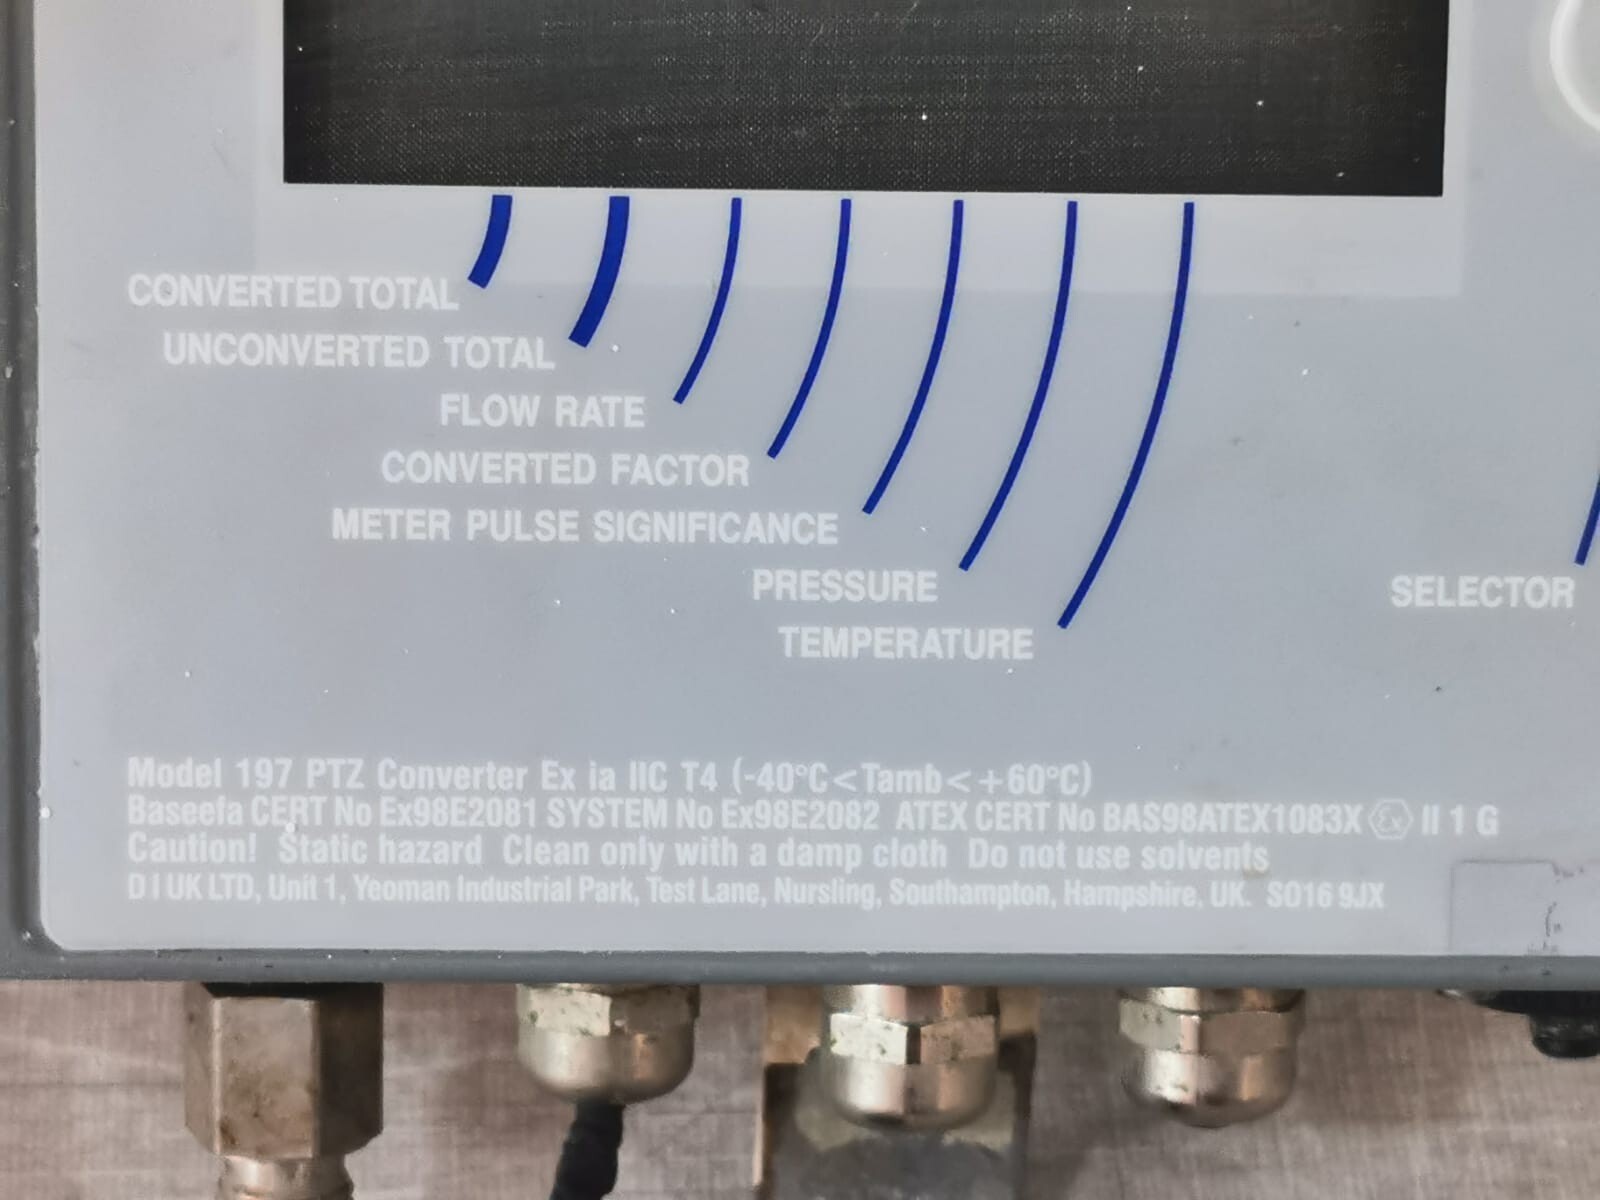 CONVERTED TOTAL
UNCONVERTED TOTAL
FLOW RATE
CONVERTED FACTOR
METER PULSE SIGNIFICANCE
PRESSURE
SELECTOR
TEMPERATURE
Model 197 PTZ Converter Ex ia IIC T4 (-40°C<Tamb<+60°C)
Baseefa CERT No Ex98E2081 SYSTEM No Ex98E2082 ATEX CERT No BAS98ATEX1083X Ex II 1 G
Caution! Static hazard Clean only with a damp cloth Do not use solvents
D I UK LTD, Unit 1, Yeoman Industrial Park, Test Lane, Nursling, Southampton, Hampshire, UK. SO16 9JX